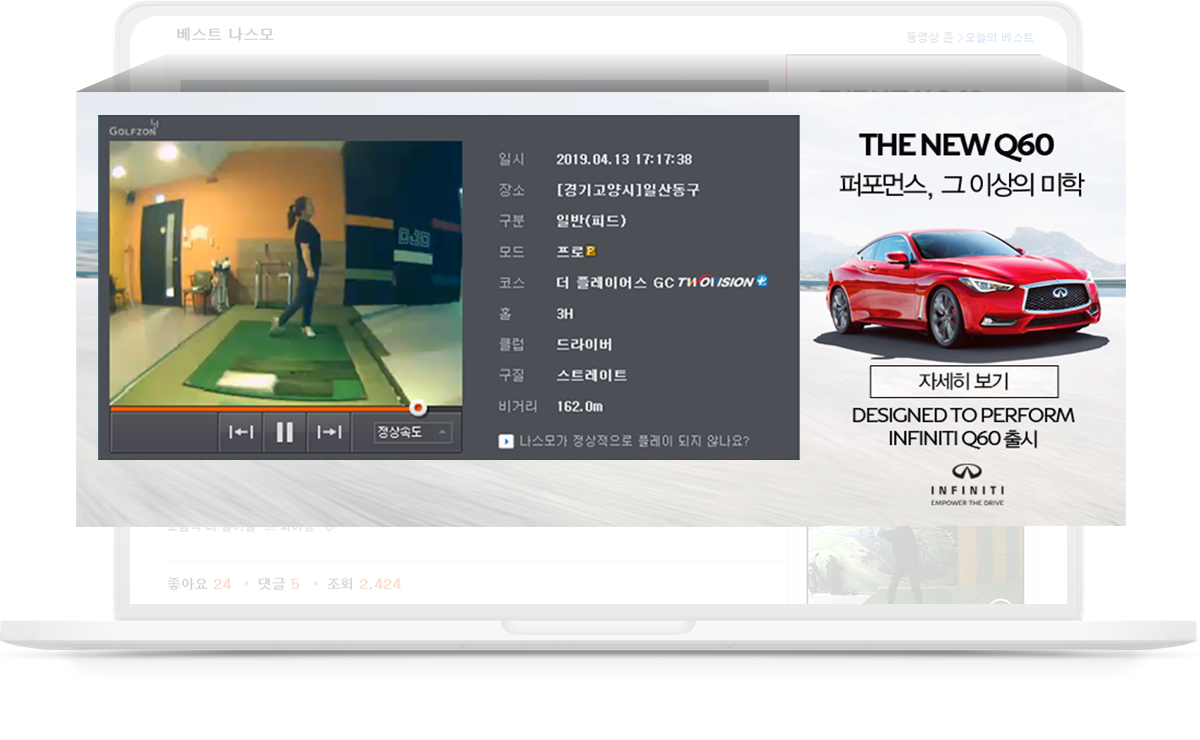 베스트 나스모
동영상 존 > 오늘의 베스트
GOLFZON
일시 2019.04.13 17:17:38
장소 [경기고양시]일산동구
구분 일반(피드)
모드 프로 P
코스 더 플레이어스 GC TWOVISION
홀 3H
클럽 드라이버
구질 스트레이트
비거리 162.0m
정상속도
나스모가 정상적으로 플레이 되지 않나요?
THE NEW Q60
퍼포먼스, 그 이상의 미학
자세히 보기
DESIGNED TO PERFORM
INFINITI Q60 출시
INFINITI
EMPOWER THE DRIVE
좋아요 24 • 댓글 5 • 조회 2,424